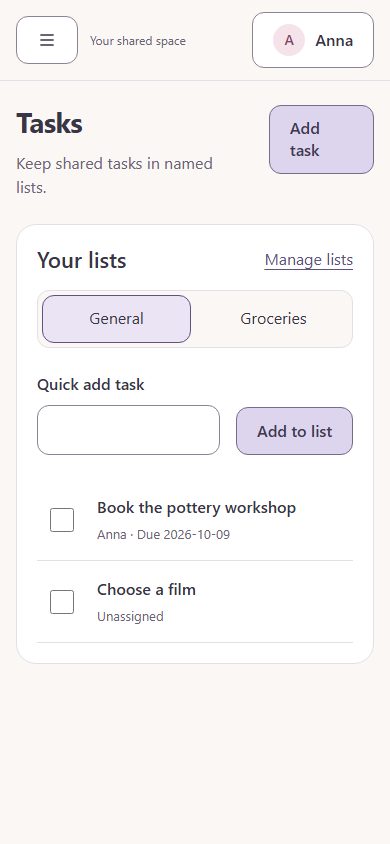 Your shared space
A Anna
Tasks
Add
task
Keep shared tasks in named
lists.
Your lists
Manage lists
General
Groceries
Quick add task
Add to list
Book the pottery workshop
Anna · Due 2026-10-09
Choose a film
Unassigned